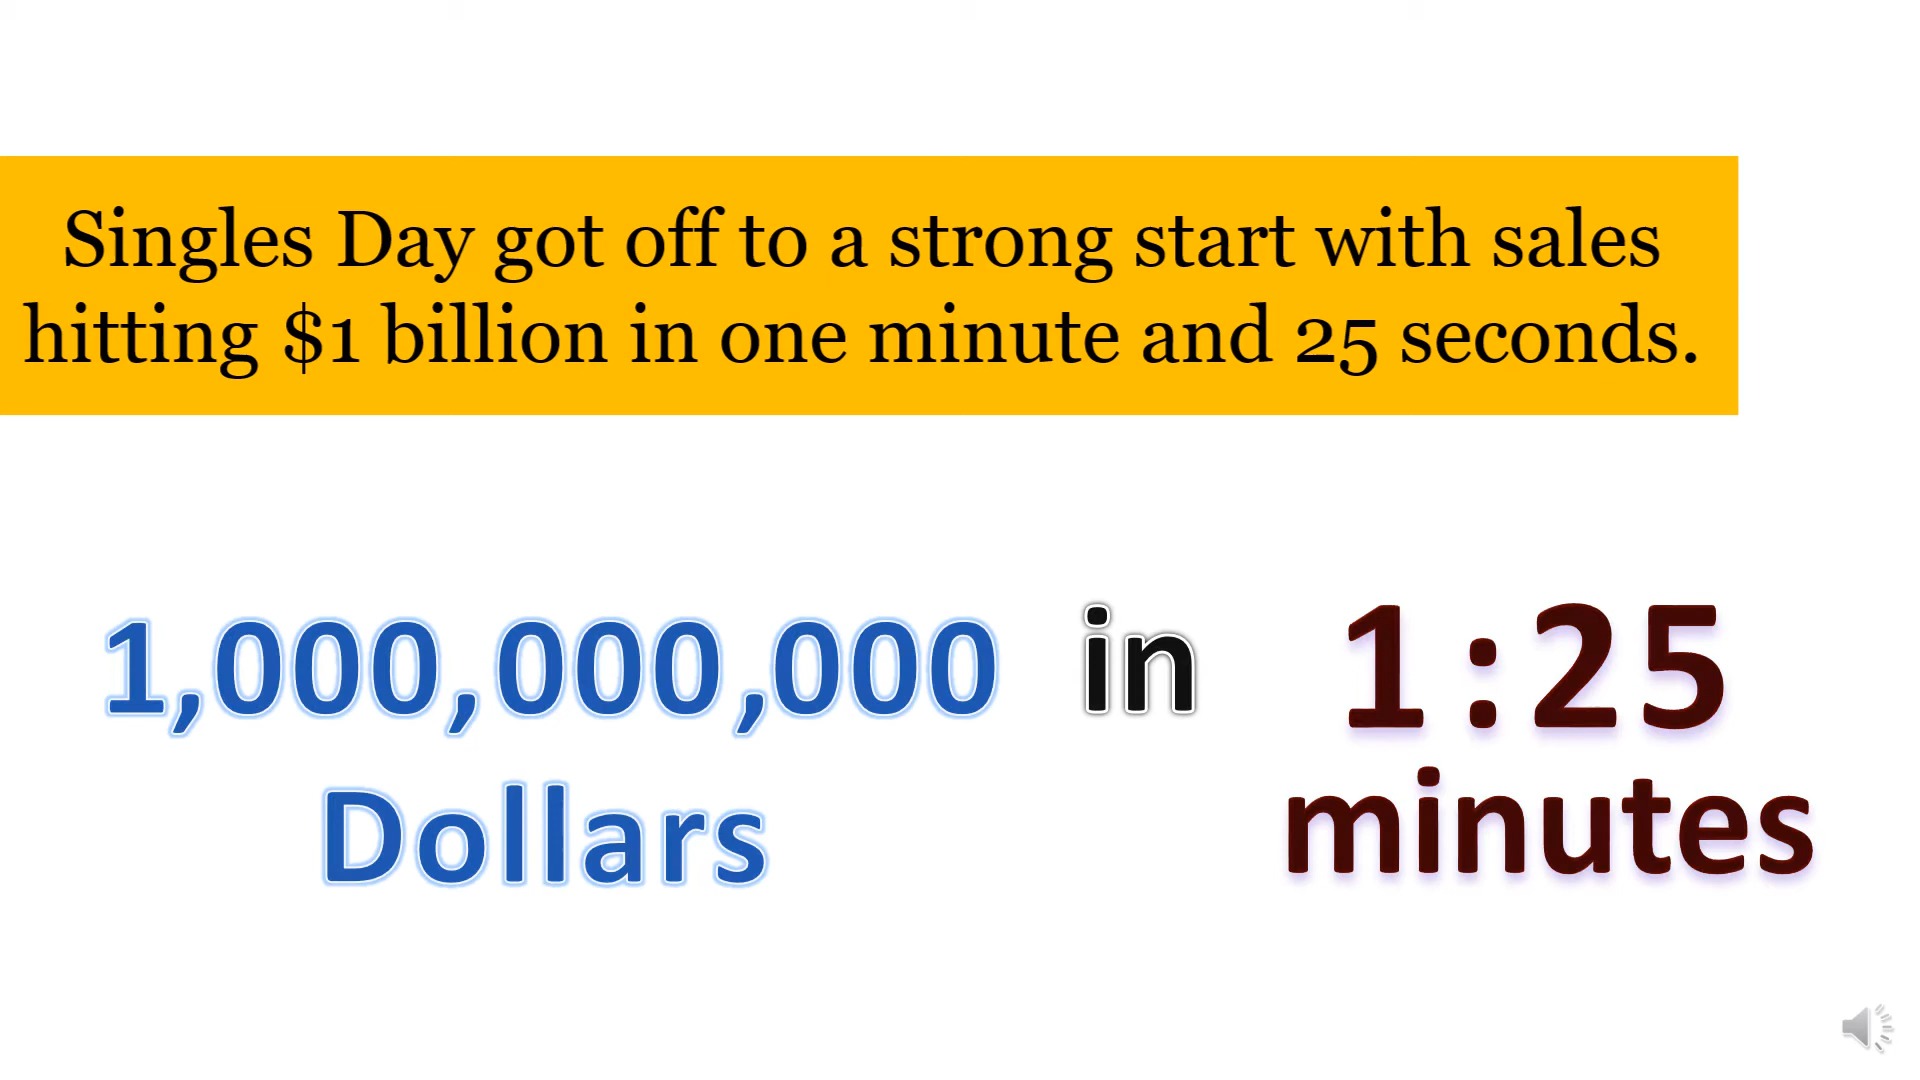 Singles Day got off to a strong start with sales
hitting $1 billion in one minute and 25 seconds.
1,000,000,000 in 1:25
Dollars minutes